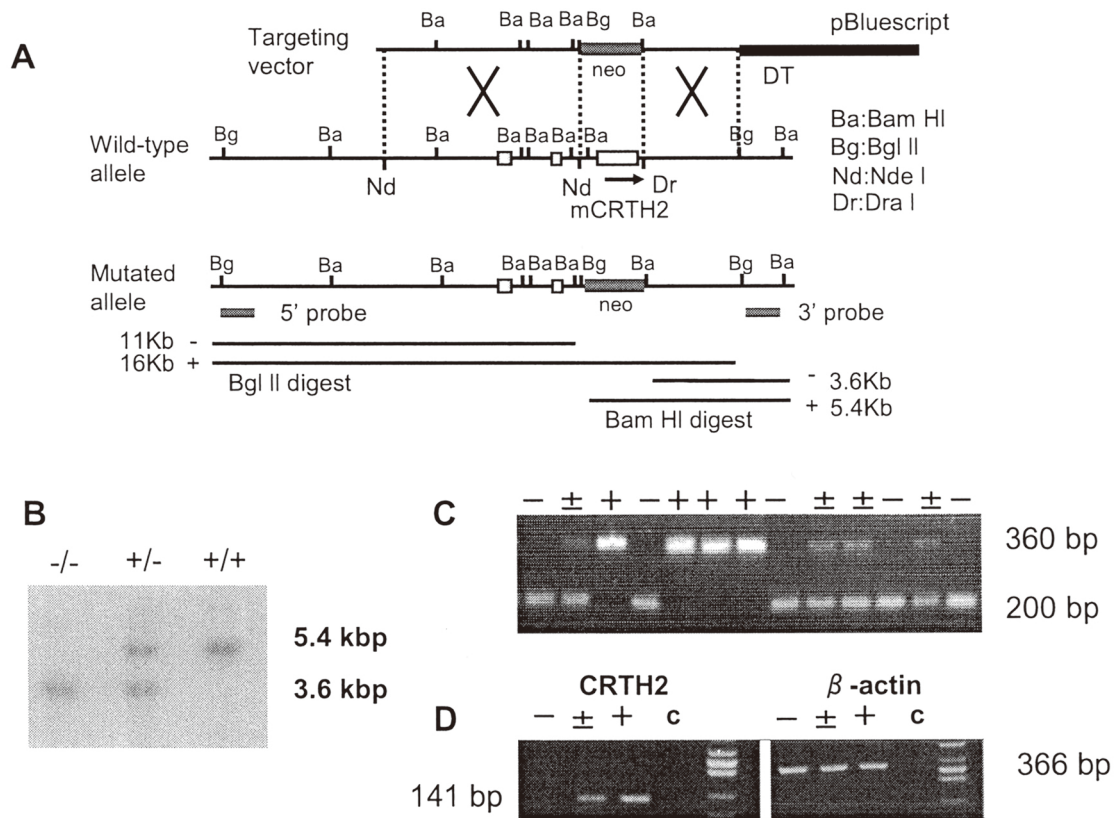 A
Targeting vector
Ba Ba Ba Ba Bg Ba
pBluescript
neo
DT
Wild-type allele
Bg Ba Ba Ba Ba Ba Ba Bg Ba
Nd Nd Dr
mCRTH2
Ba:Bam HI
Bg:Bgl II
Nd:Nde I
Dr:Dra I
Mutated allele
Bg Ba Ba Ba Ba Ba Bg Ba Bg Ba
neo
5' probe
3' probe
11Kb -
16Kb +
Bgl II digest
- 3.6Kb
+ 5.4Kb
Bam HI digest
B
-/- +/- +/+
5.4 kbp
3.6 kbp
C
− ± + − + + + − ± ± − ± −
360 bp
200 bp
D
CRTH2
− ± + c
141 bp
β-actin
− ± + c
366 bp